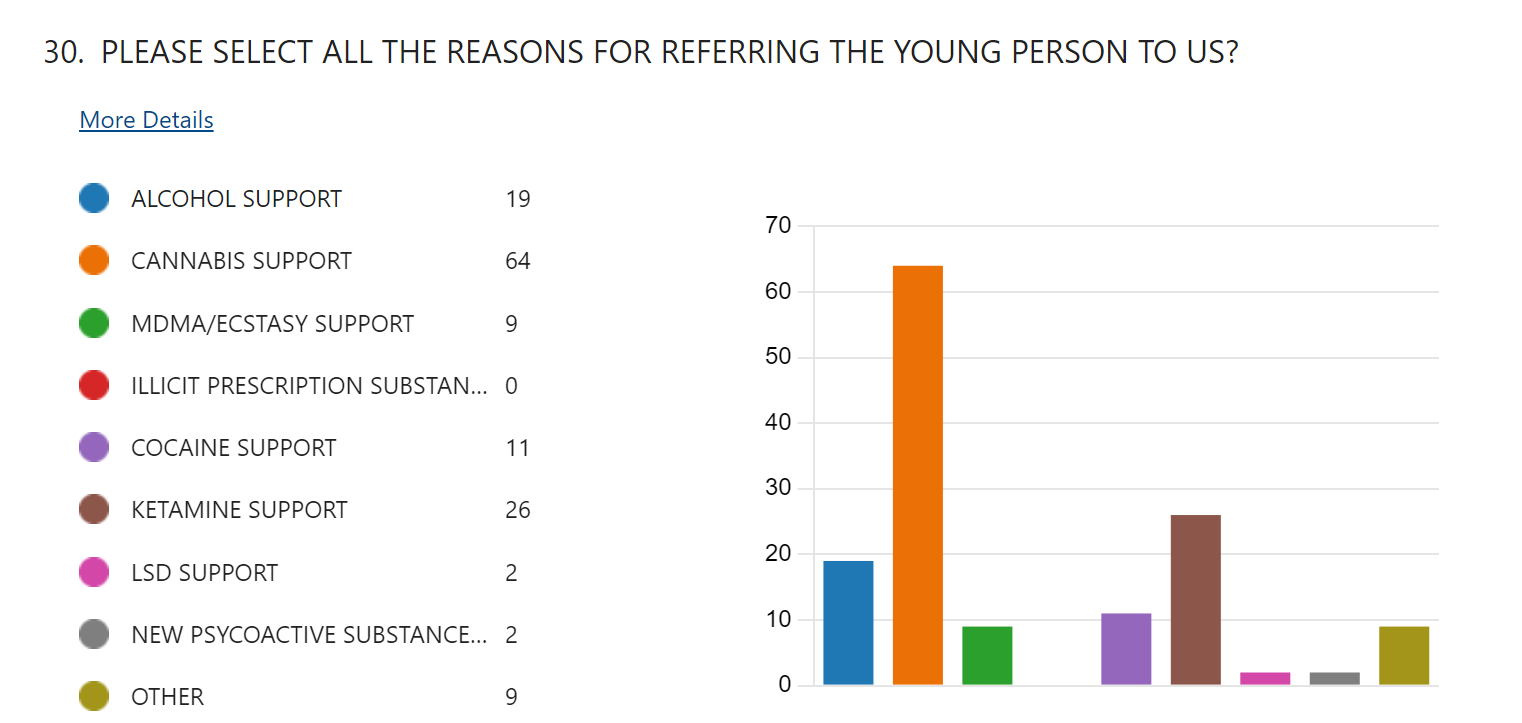 30. PLEASE SELECT ALL THE REASONS FOR REFERRING THE YOUNG PERSON TO US?
More Details
ALCOHOL SUPPORT 19
CANNABIS SUPPORT 64
MDMA/ECSTASY SUPPORT 9
ILLICIT PRESCRIPTION SUBSTAN... 0
COCAINE SUPPORT 11
KETAMINE SUPPORT 26
LSD SUPPORT 2
NEW PSYCOACTIVE SUBSTANCE... 2
OTHER 9
70
60
50
40
30
20
10
0